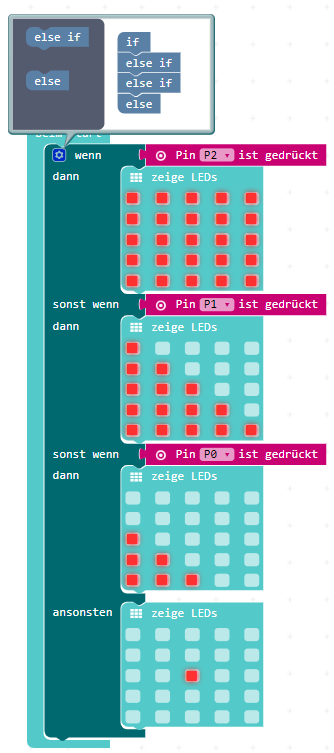 else if
if
else if
else
else if
else
beim Start
wenn Pin P2 ist gedrückt
dann zeige LEDs
sonst wenn Pin P1 ist gedrückt
dann zeige LEDs
sonst wenn Pin P0 ist gedrückt
dann zeige LEDs
ansonsten zeige LEDs